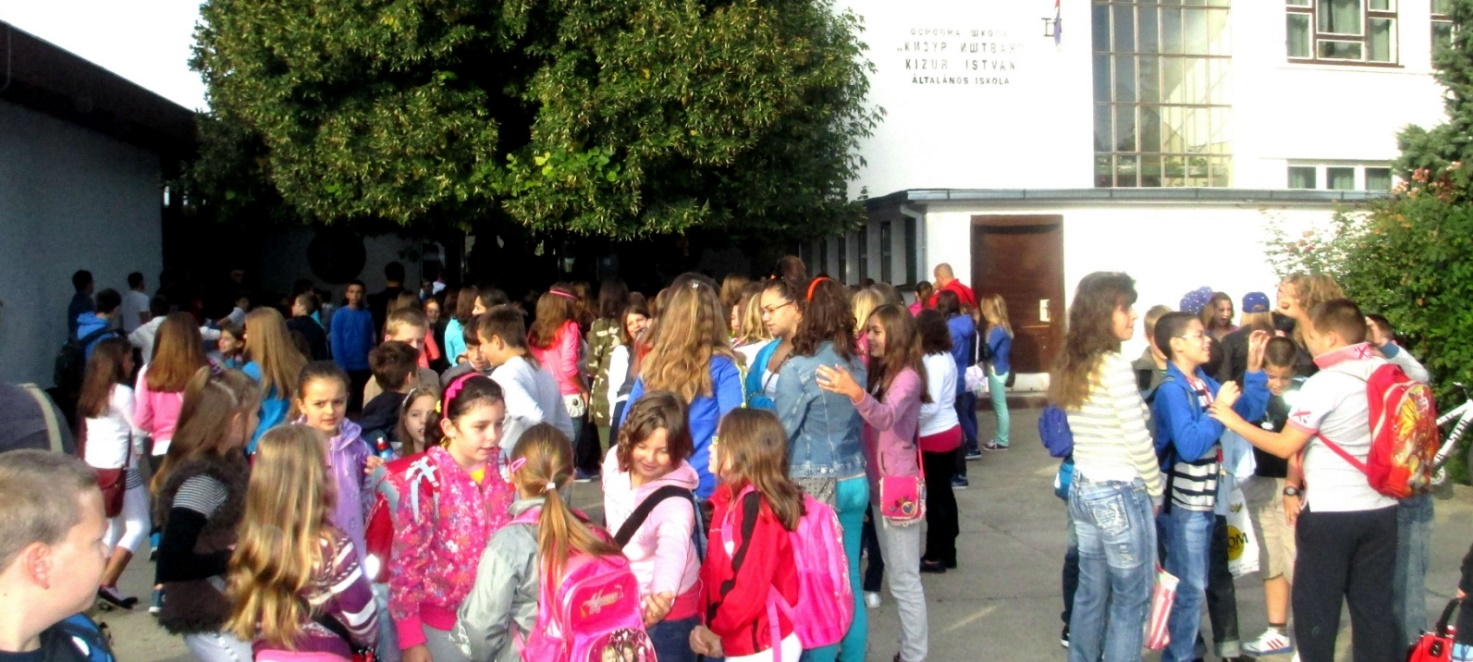 ОСНОВНА ШКОЛА
„КИЗУР ИШТВАН"
KIZUR ISTVÁN
ÁLTALÁNOS ISKOLA